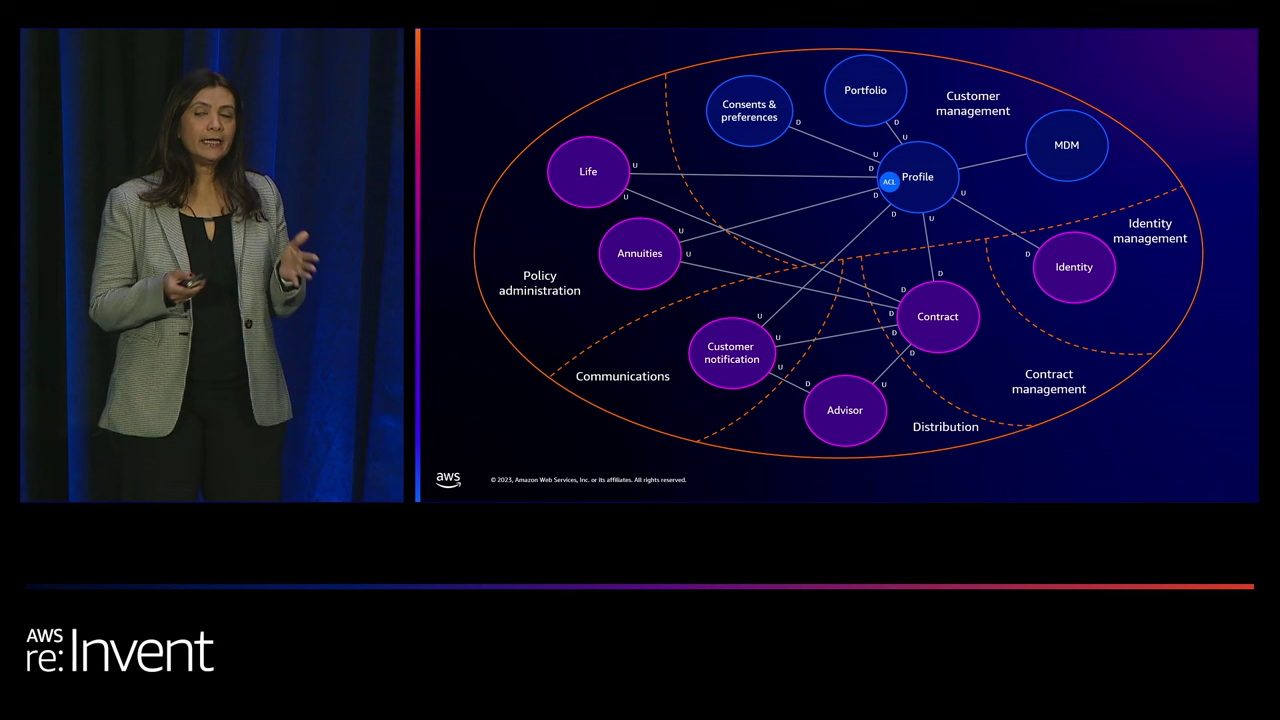 Consents &
preferences
Portfolio
Customer
management
MDM
D
D
U
U
Life
U
D
Profile
ACL
U
D
U
D
U
U
Identity
management
Annuities
U
U
D
Identity
Policy
administration
D
D
Contract
D
D
D
U
Customer
notification
U
U
Communications
D
Advisor
U
Contract
management
Distribution
aws
© 2023, Amazon Web Services, Inc. or its affiliates. All rights reserved.
AWS
re:Invent